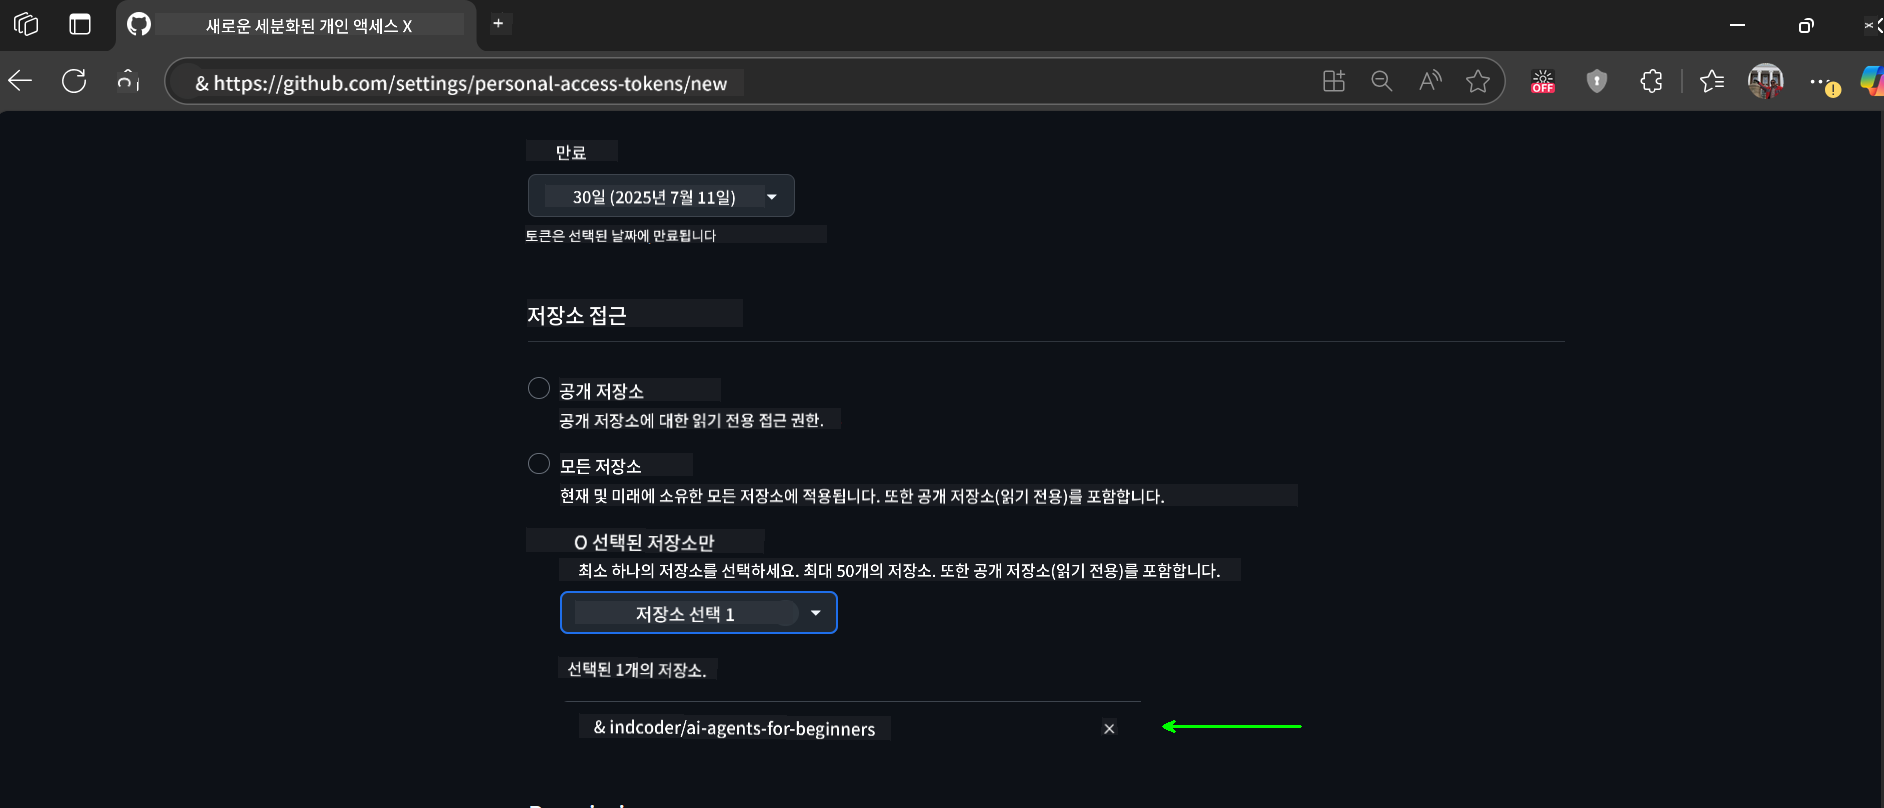 새로운 세분화된 개인 액세스 X
+
& https://github.com/settings/personal-access-tokens/new
OFF
만료
30일 (2025년 7월 11일)
토큰은 선택된 날짜에 만료됩니다
저장소 접근
공개 저장소
공개 저장소에 대한 읽기 전용 접근 권한.
모든 저장소
현재 및 미래에 소유한 모든 저장소에 적용됩니다. 또한 공개 저장소(읽기 전용)를 포함합니다.
O 선택된 저장소만
최소 하나의 저장소를 선택하세요. 최대 50개의 저장소. 또한 공개 저장소(읽기 전용)를 포함합니다.
저장소 선택 1
선택된 1개의 저장소.
& indcoder/ai-agents-for-beginners